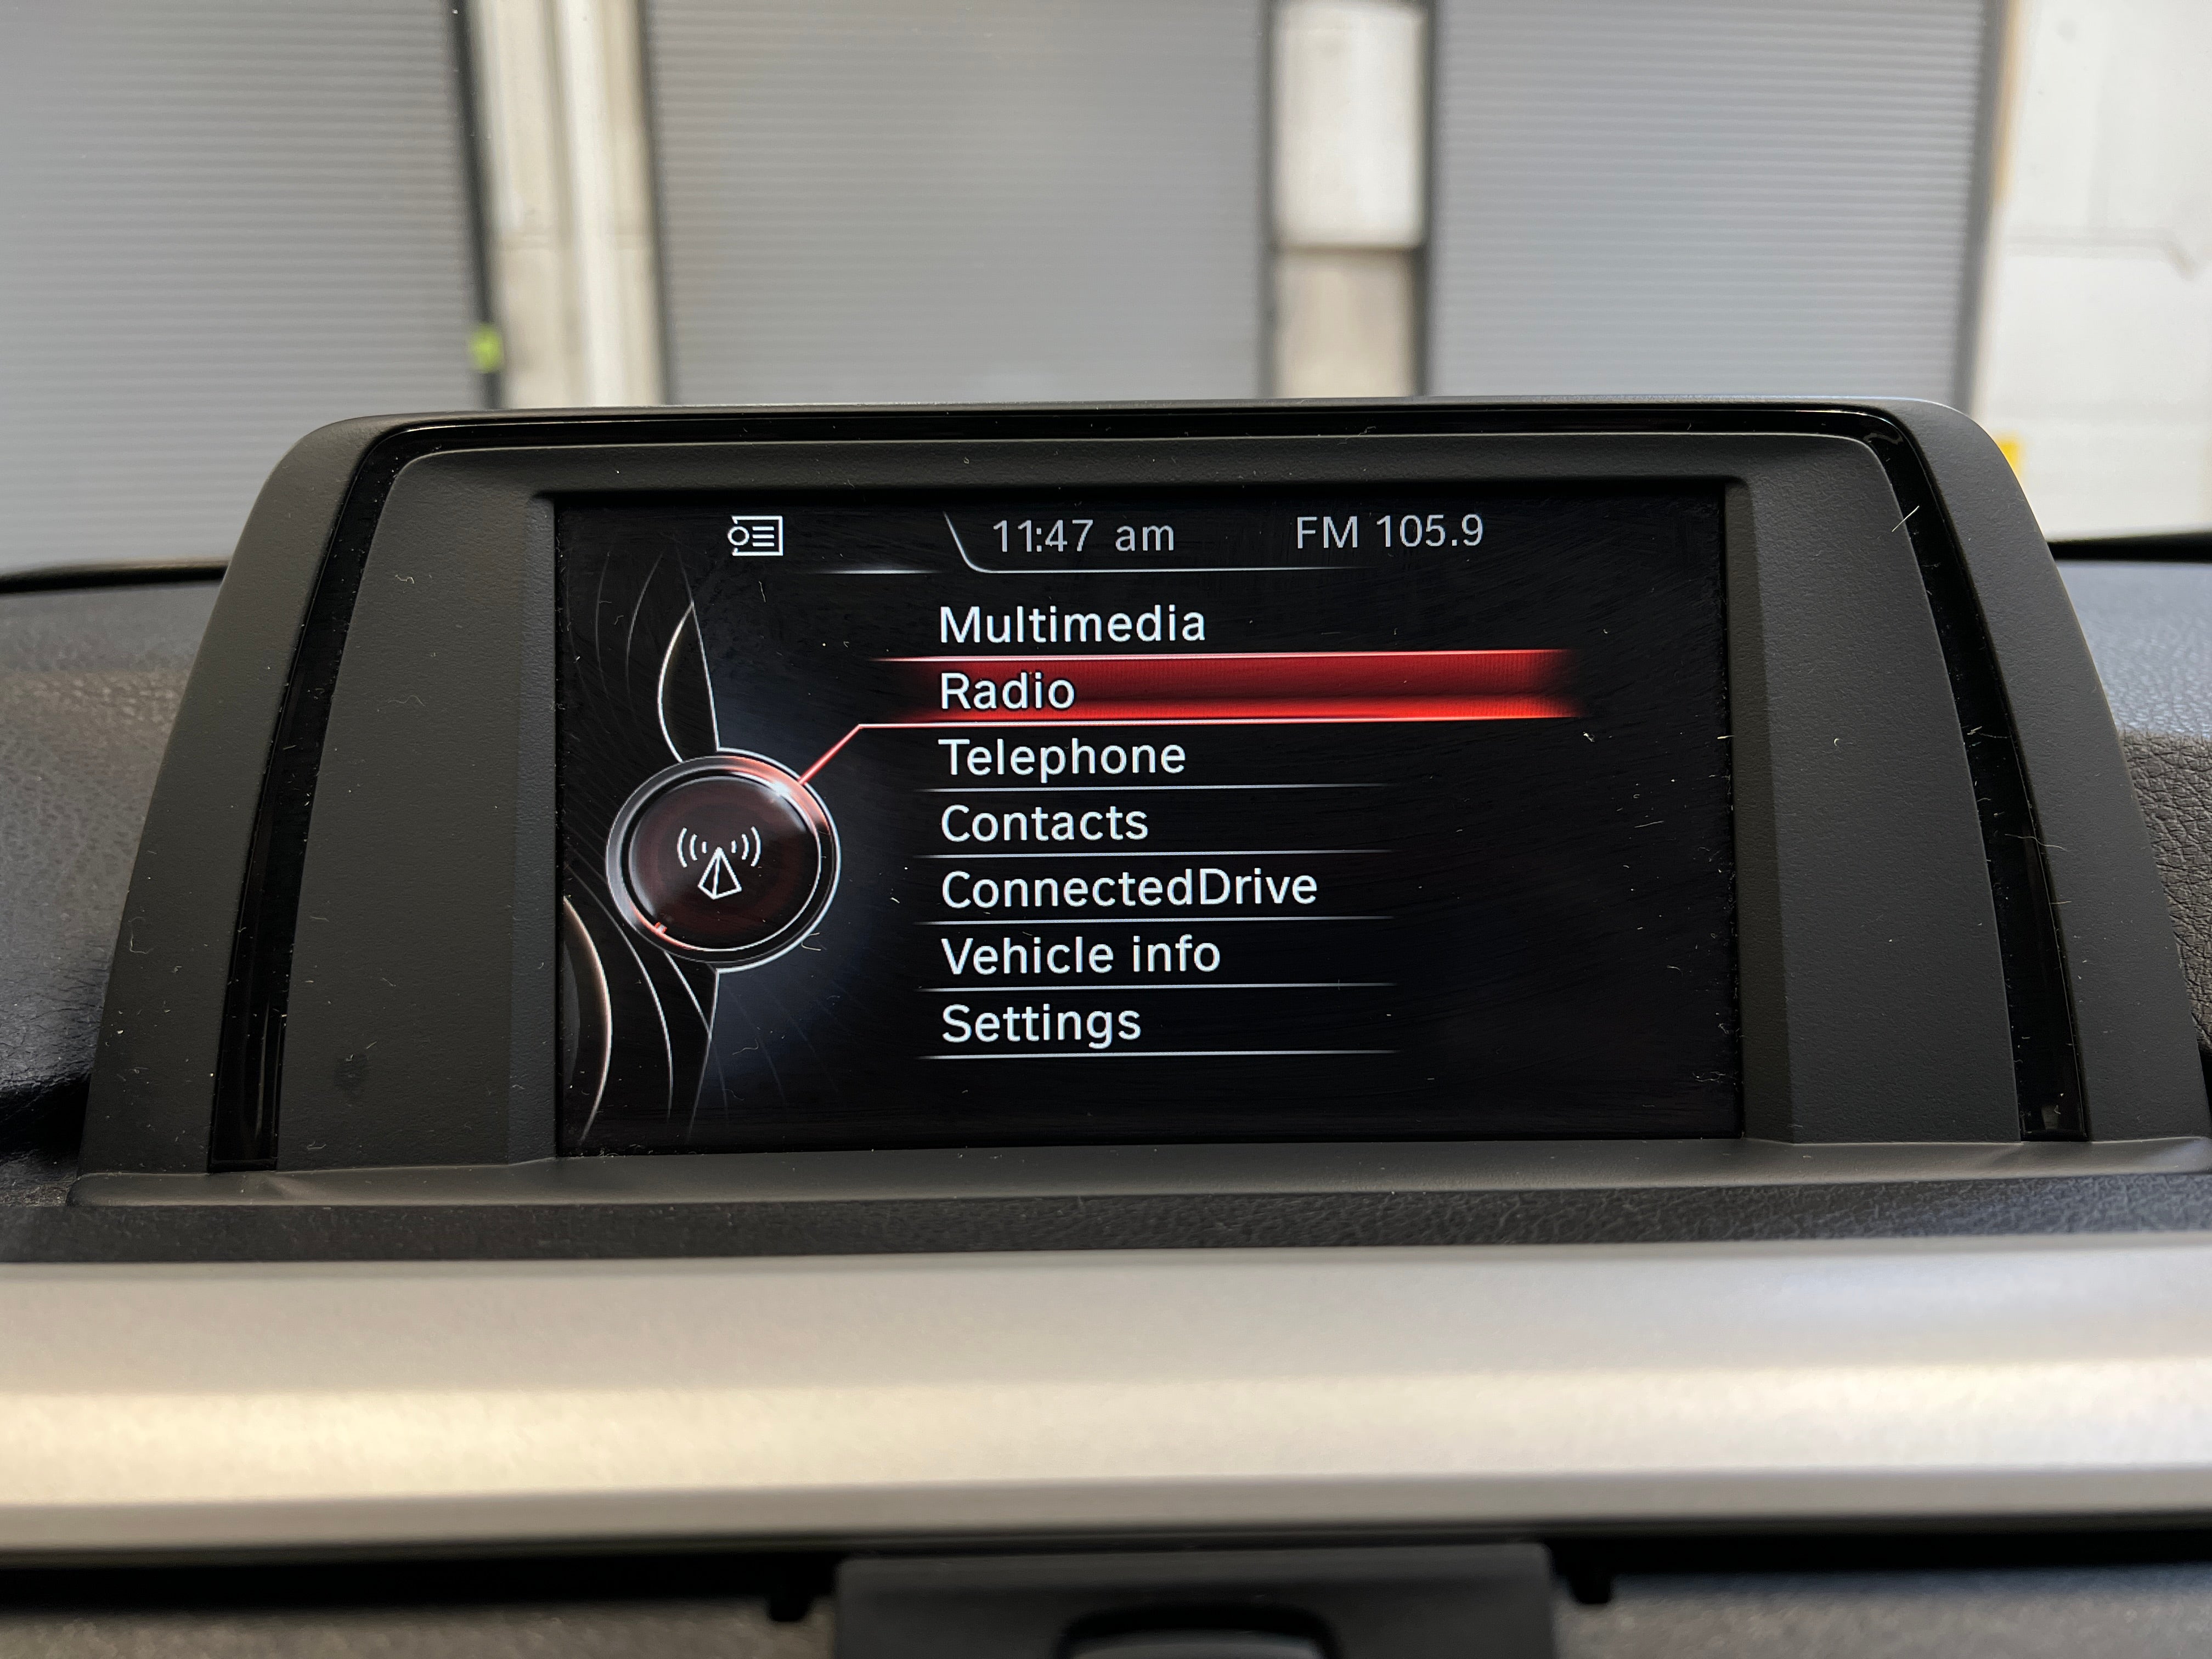 11:47 am FM 105.9
Multimedia
Radio
Telephone
Contacts
ConnectedDrive
Vehicle info
Settings